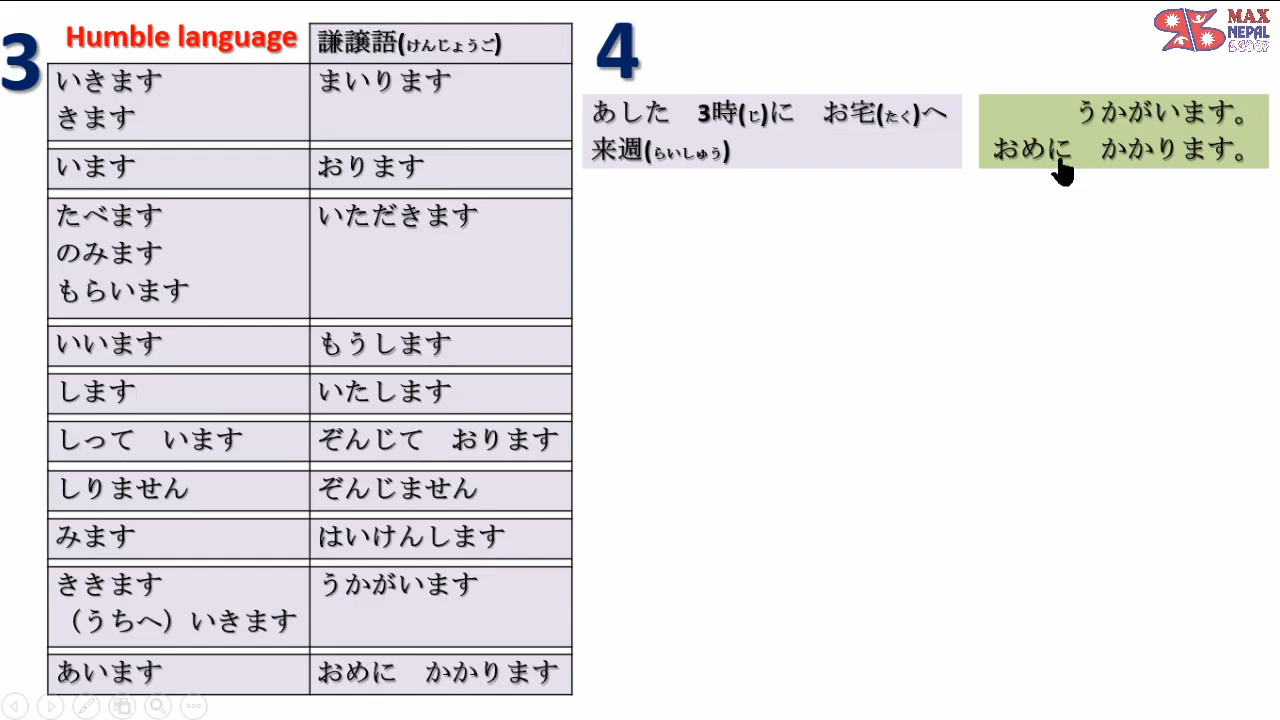 3
Humble language
謙譲語(けんじょうご)
いきます
きます
まいります
います
おります
たべます
のみます
もらいます
いただきます
いいます
もうします
します
いたします
しって　います
ぞんじて　おります
しりません
ぞんじません
みます
はいけんします
ききます
（うちへ）いきます
うかがいます
あいます
おめに　かかります
4
あした　3時(じ)に　お宅(たく)へ
来週(らいしゅう)
うかがいます。
おめに　かかります。
MAX
NEPAL